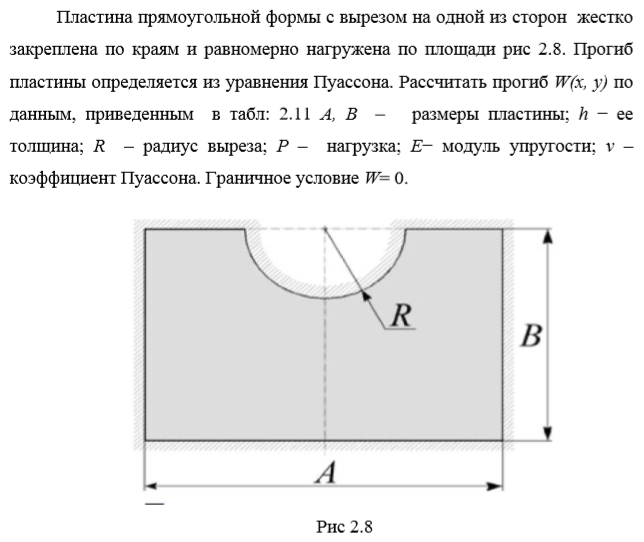 Пластина прямоугольной формы с вырезом на одной из сторон жестко
закреплена по краям и равномерно нагружена по площади рис 2.8. Прогиб
пластины определяется из уравнения Пуассона. Рассчитать прогиб W(x, y) по
данным, приведенным в табл: 2.11 A, B – размеры пластины; h − ее
толщина; R – радиус выреза; P – нагрузка; E− модуль упругости; ν –
коэффициент Пуассона. Граничное условие W= 0.
R
B
A
Рис 2.8